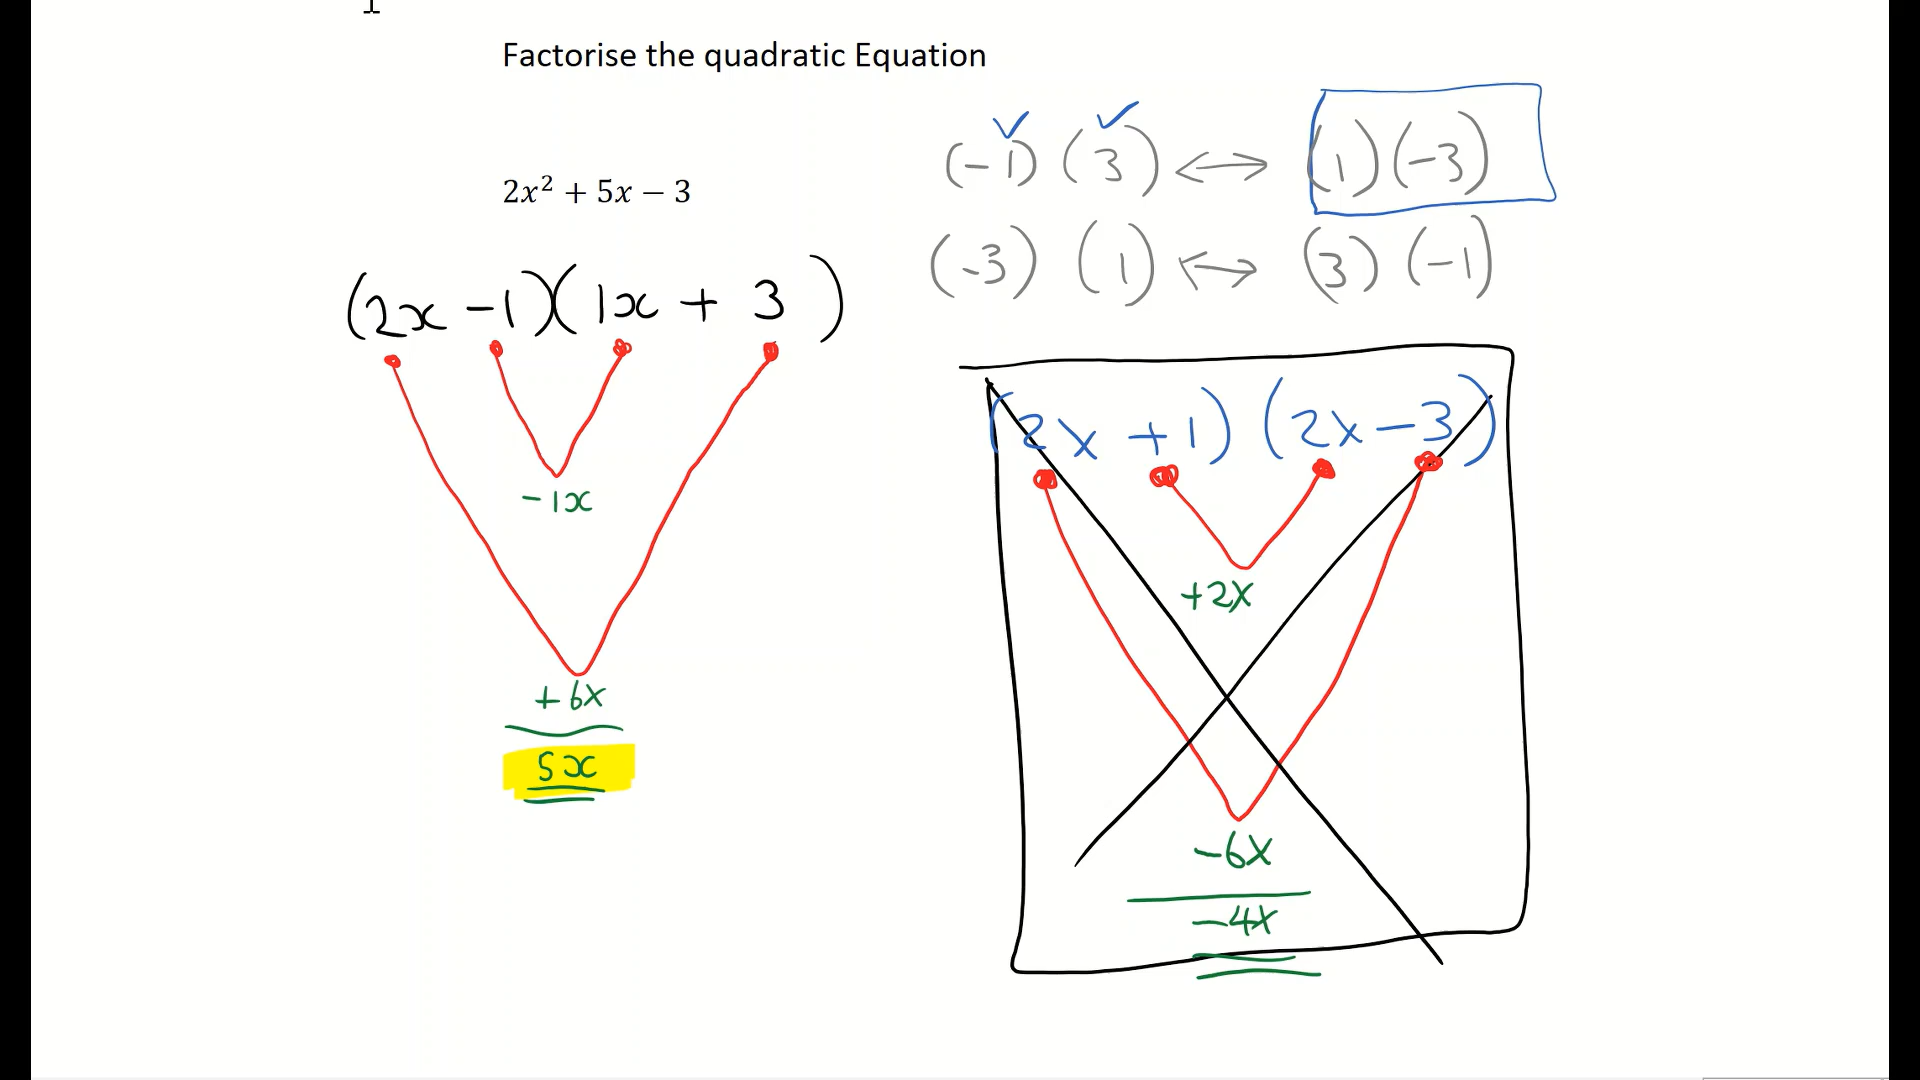 Factorise the quadratic Equation
(-1) (3) ↔ (1)(-3)
2x² + 5x − 3
(-3) (1) ↔ (3) (-1)
(2x -1)(1x + 3)
(2x +1) (2x -3)
-1x
+2x
+6x
5x
-6x
-4x